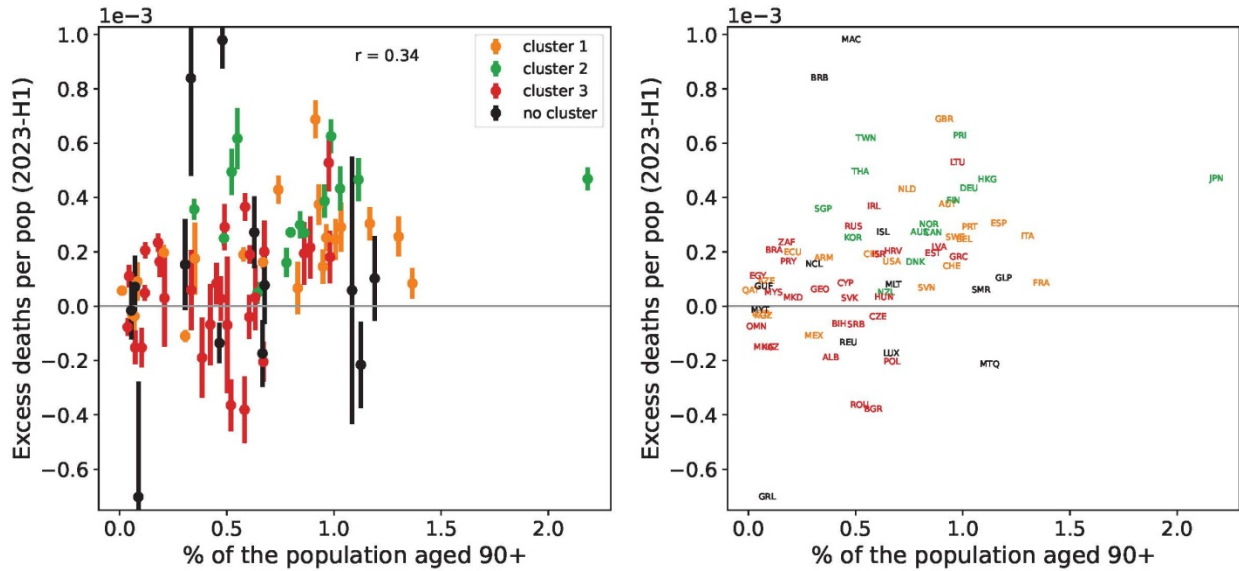 1e−3
1.0
0.8
0.6
0.4
0.2
0.0
−0.2
−0.4
−0.6
Excess deaths per pop (2023-H1)
r = 0.34
cluster 1
cluster 2
cluster 3
no cluster
0.0 0.5 1.0 1.5 2.0
% of the population aged 90+
1e−3
1.0
0.8
0.6
0.4
0.2
0.0
−0.2
−0.4
−0.6
Excess deaths per pop (2023-H1)
MAC
BRB
GBR
TWN PRI
LTU
THA HKG JPN
NLD DEU
FIN
SGP IRL
RUS ISL NOR PRT ESP
KOR CAN ITA
ZAF LVA
BRA ECU HRV EST
PRY ARM ISR GRC
NCL USA DNK CHE
EGY GLP
GUF CYP MLT FRA
QAT MYS GEO SVN SMR
MKD SVK HUN NZL
MYT
OMN BIH SRB CZE
MEX REU
ALB LUX
POL MTQ
ROU BGR
GRL
0.0 0.5 1.0 1.5 2.0
% of the population aged 90+